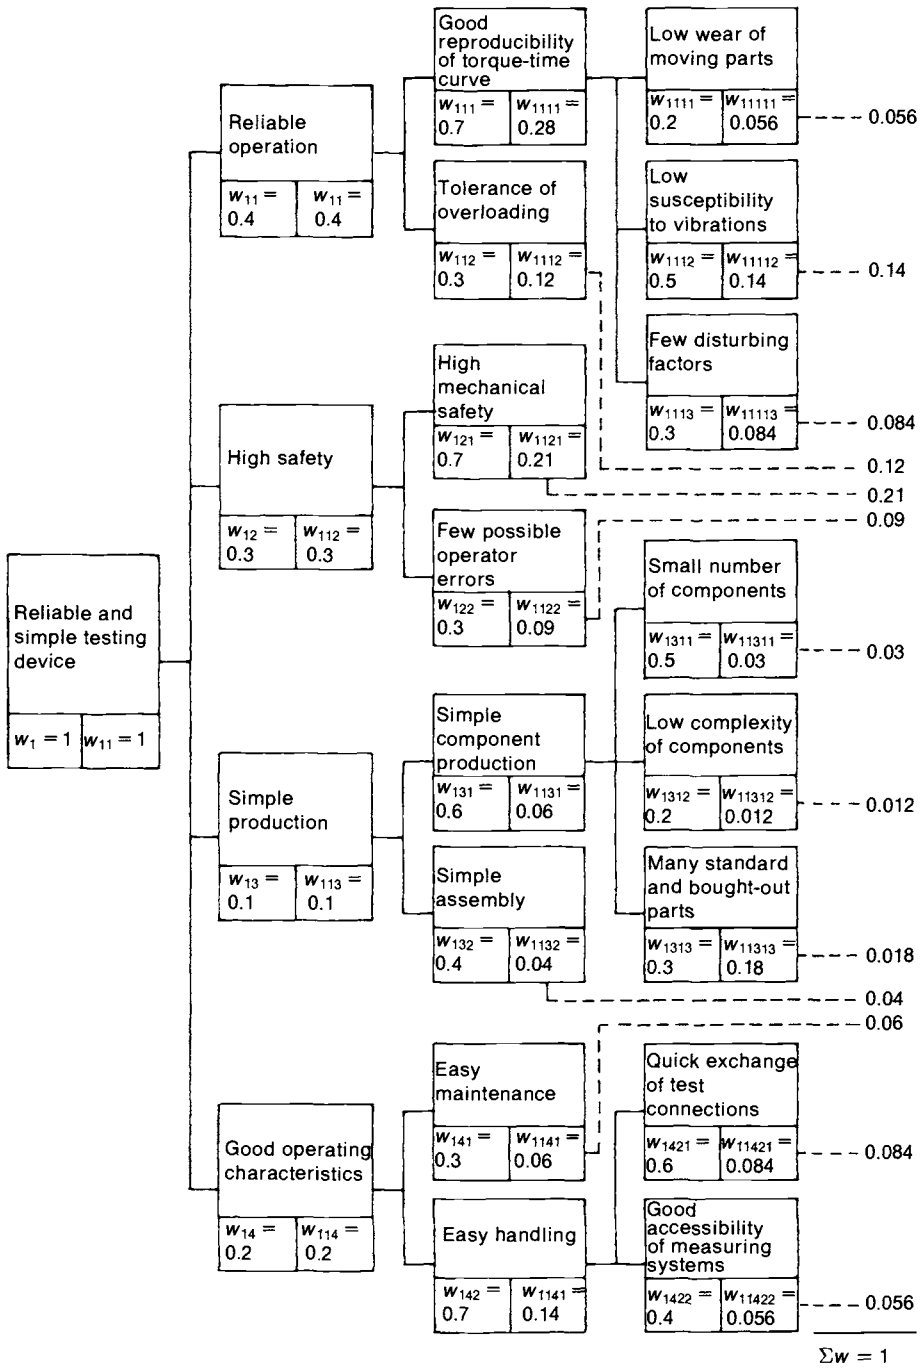 Reliable and
simple testing
device
w₁ = 1
w₁₁ = 1
Reliable
operation
w₁₁ =
0.4
w₁₁ =
0.4
High safety
w₁₂ =
0.3
w₁₁₂ =
0.3
Simple
production
w₁₃ =
0.1
w₁₁₃ =
0.1
Good operating
characteristics
w₁₄ =
0.2
w₁₁₄ =
0.2
Good
reproducibility
of torque-time
curve
w₁₁₁ =
0.7
w₁₁₁₁ =
0.28
Tolerance of
overloading
w₁₁₂ =
0.3
w₁₁₁₂ =
0.12
High
mechanical
safety
w₁₂₁ =
0.7
w₁₁₂₁ =
0.21
Few possible
operator
errors
w₁₂₂ =
0.3
w₁₁₂₂ =
0.09
Simple
component
production
w₁₃₁ =
0.6
w₁₁₃₁ =
0.06
Simple
assembly
w₁₃₂ =
0.4
w₁₁₃₂ =
0.04
Easy
maintenance
w₁₄₁ =
0.3
w₁₁₄₁ =
0.06
Easy handling
w₁₄₂ =
0.7
w₁₁₄₁ =
0.14
Low wear of
moving parts
w₁₁₁₁ =
0.2
w₁₁₁₁₁ =
0.056
0.056
Low
susceptibility
to vibrations
w₁₁₁₂ =
0.5
w₁₁₁₁₂ =
0.14
0.14
Few disturbing
factors
w₁₁₁₃ =
0.3
w₁₁₁₁₃ =
0.084
0.084
0.12
0.21
0.09
Small number
of components
w₁₃₁₁ =
0.5
w₁₁₃₁₁ =
0.03
0.03
Low complexity
of components
w₁₃₁₂ =
0.2
w₁₁₃₁₂ =
0.012
0.012
Many standard
and bought-out
parts
w₁₃₁₃ =
0.3
w₁₁₃₁₃ =
0.18
0.018
0.04
0.06
Quick exchange
of test
connections
w₁₄₂₁ =
0.6
w₁₁₄₂₁ =
0.084
0.084
Good
accessibility
of measuring
systems
w₁₄₂₂ =
0.4
w₁₁₄₂₂ =
0.056
0.056
Σw = 1